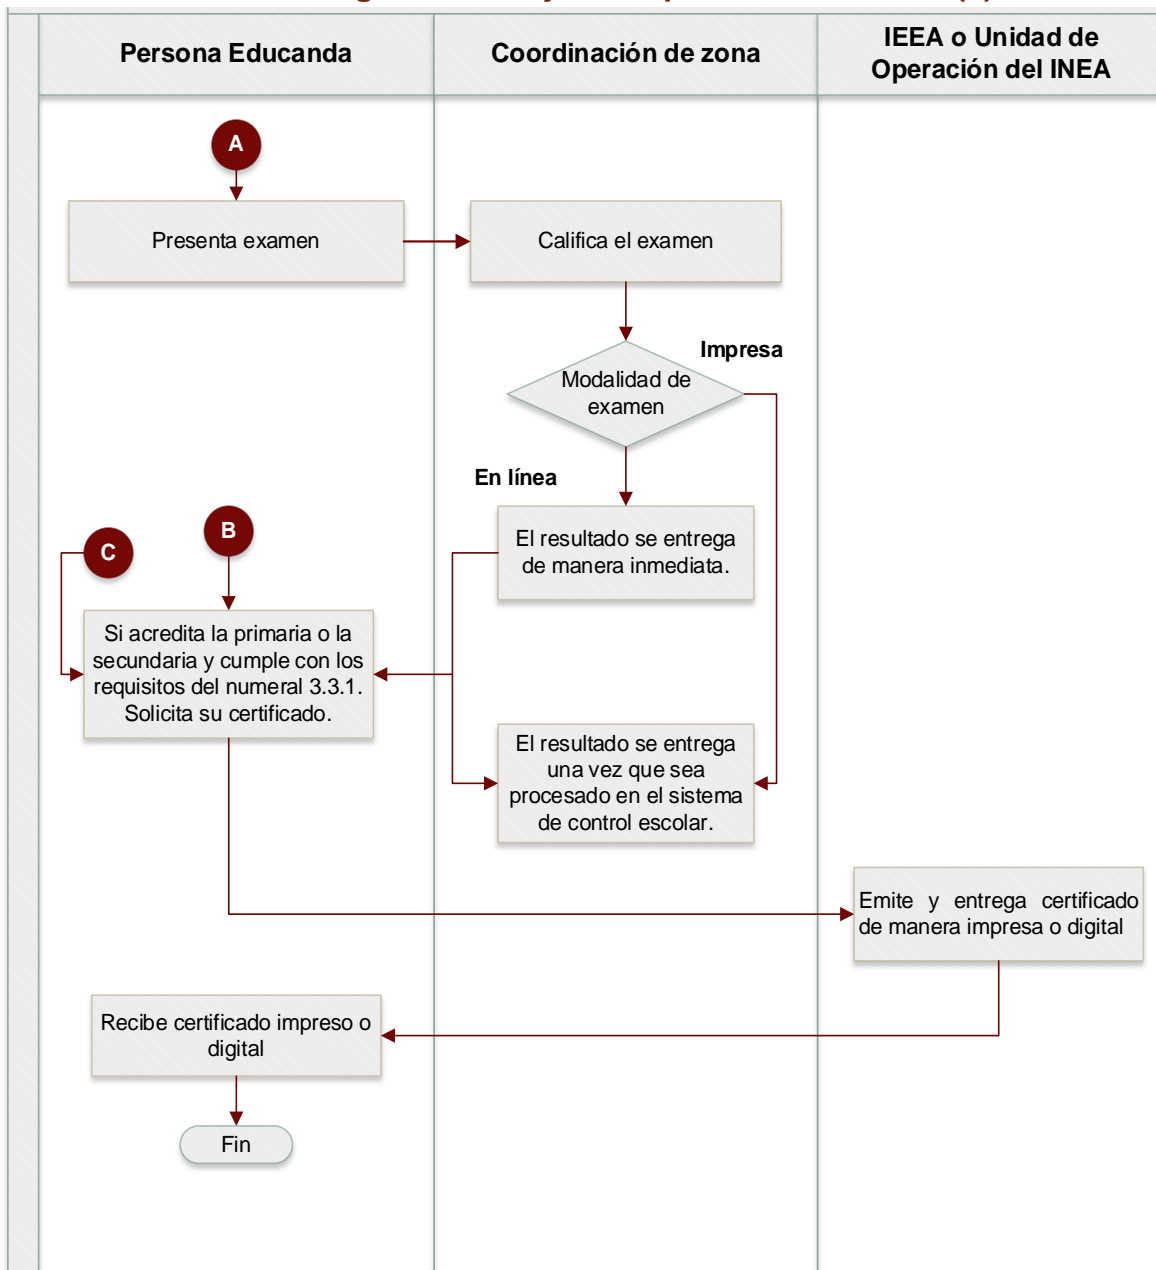 Persona Educanda
Coordinación de zona
IEEA o Unidad de
Operación del INEA
A
Presenta examen
Califica el examen
Impresa
Modalidad de
examen
En línea
El resultado se entrega
de manera inmediata.
B
C
Si acredita la primaria o la
secundaria y cumple con los
requisitos del numeral 3.3.1.
Solicita su certificado.
El resultado se entrega
una vez que sea
procesado en el sistema
de control escolar.
Emite y entrega certificado
de manera impresa o digital
Recibe certificado impreso o
digital
Fin